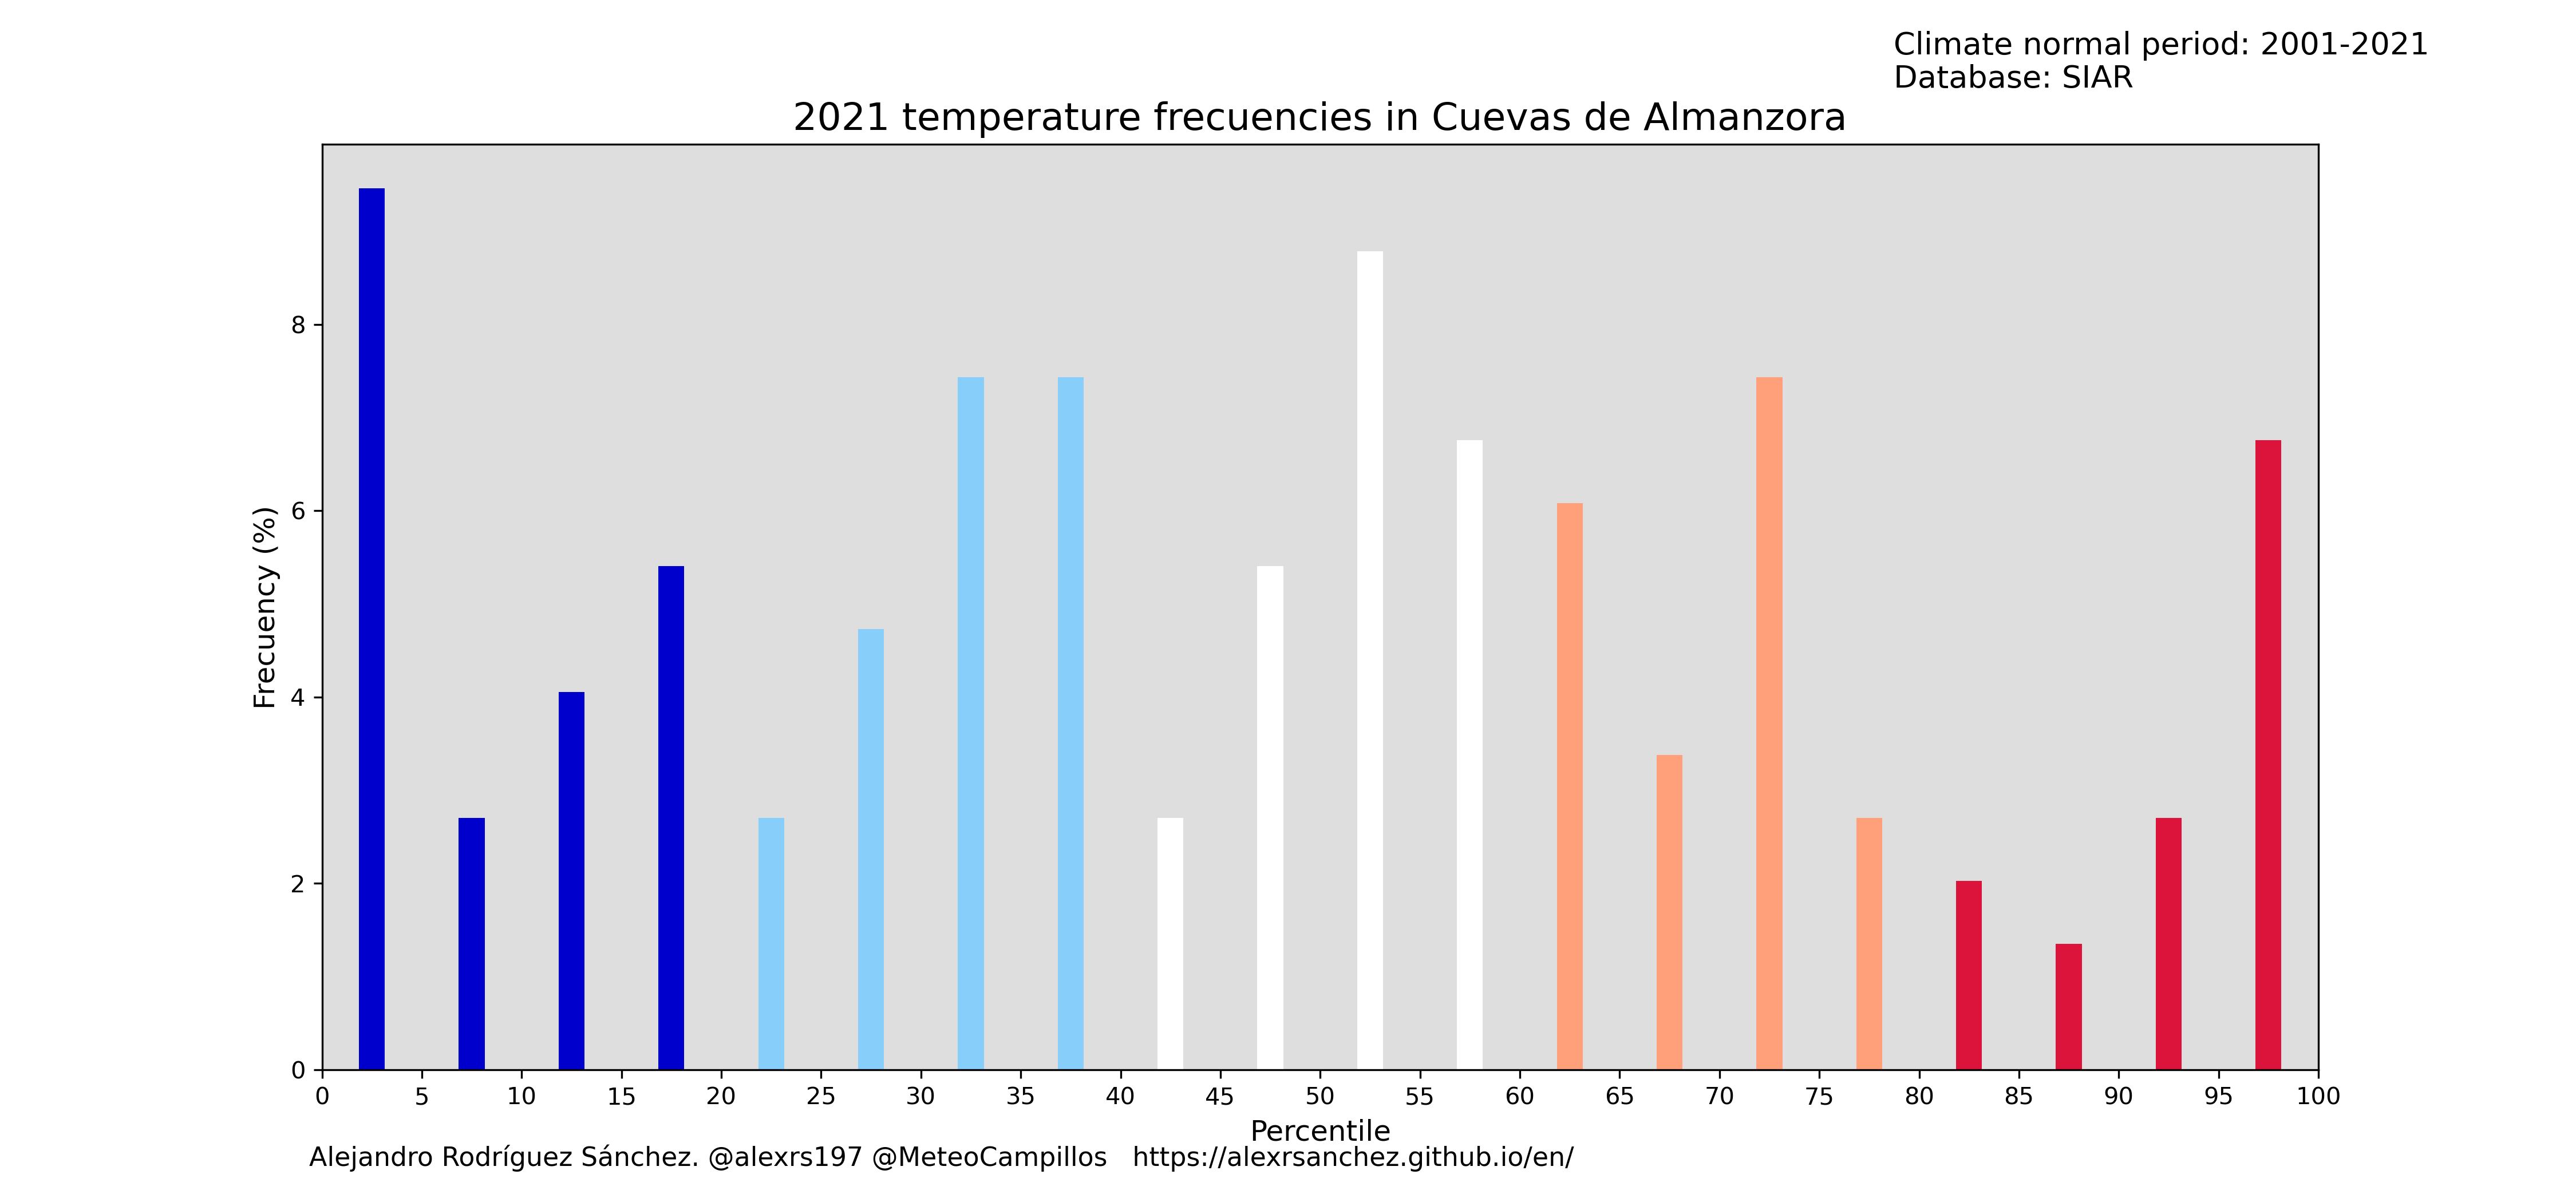 Climate normal period: 2001-2021
Database: SIAR
2021 temperature frecuencies in Cuevas de Almanzora
Frecuency (%)
8
6
4
2
0
0 5 10 15 20 25 30 35 40 45 50 55 60 65 70 75 80 85 90 95 100
Percentile
Alejandro Rodríguez Sánchez. @alexrs197 @MeteoCampillos https://alexrsanchez.github.io/en/